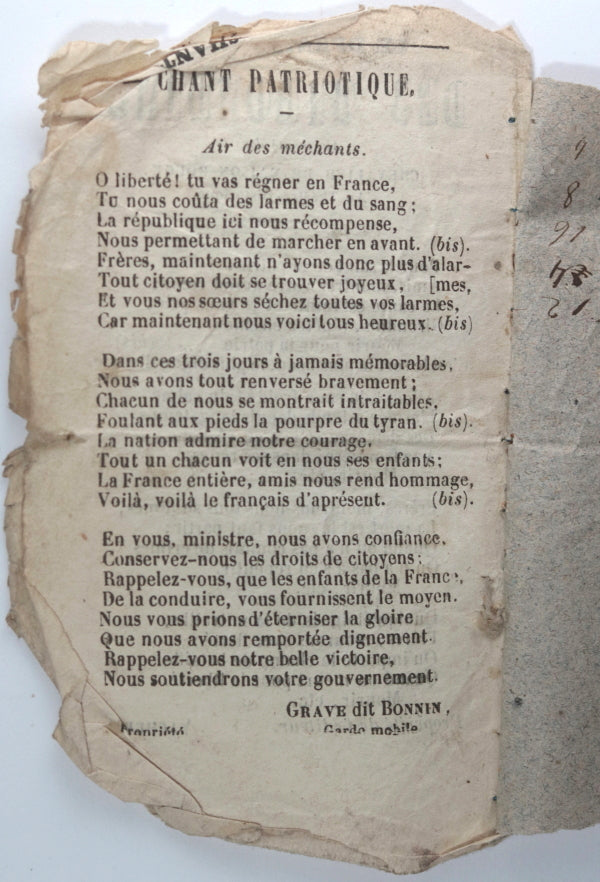 CHANT PATRIOTIQUE.
Air des méchants.
O liberté! tu vas régner en France,
Tu nous coûta des larmes et du sang;
La république ici nous récompense,
Nous permettant de marcher en avant. (bis).
Frères, maintenant n'ayons donc plus d'alar-
Tout citoyen doit se trouver joyeux, [mes,
Et vous nos sœurs séchez toutes vos larmes,
Car maintenant nous voici tous heureux. (bis)
Dans ces trois jours à jamais mémorables,
Nous avons tout renversé bravement;
Chacun de nous se montrait intraitables,
Foulant aux pieds la pourpre du tyran. (bis).
La nation admire notre courage,
Tout un chacun voit en nous ses enfants;
La France entière, amis nous rend hommage,
Voilà, voilà le français d'aprésent. (bis).
En vous, ministre, nous avons confiance,
Conservez-nous les droits de citoyens;
Rappelez-vous, que les enfants de la France,
De la conduire, vous fournissent le moyen.
Nous vous prions d'éterniser la gloire
Que nous avons remportée dignement.
Rappelez-vous notre belle victoire,
Nous soutiendrons votre gouvernement.
GRAVE dit BONNIN,
Propriété Garde mobile
8
21